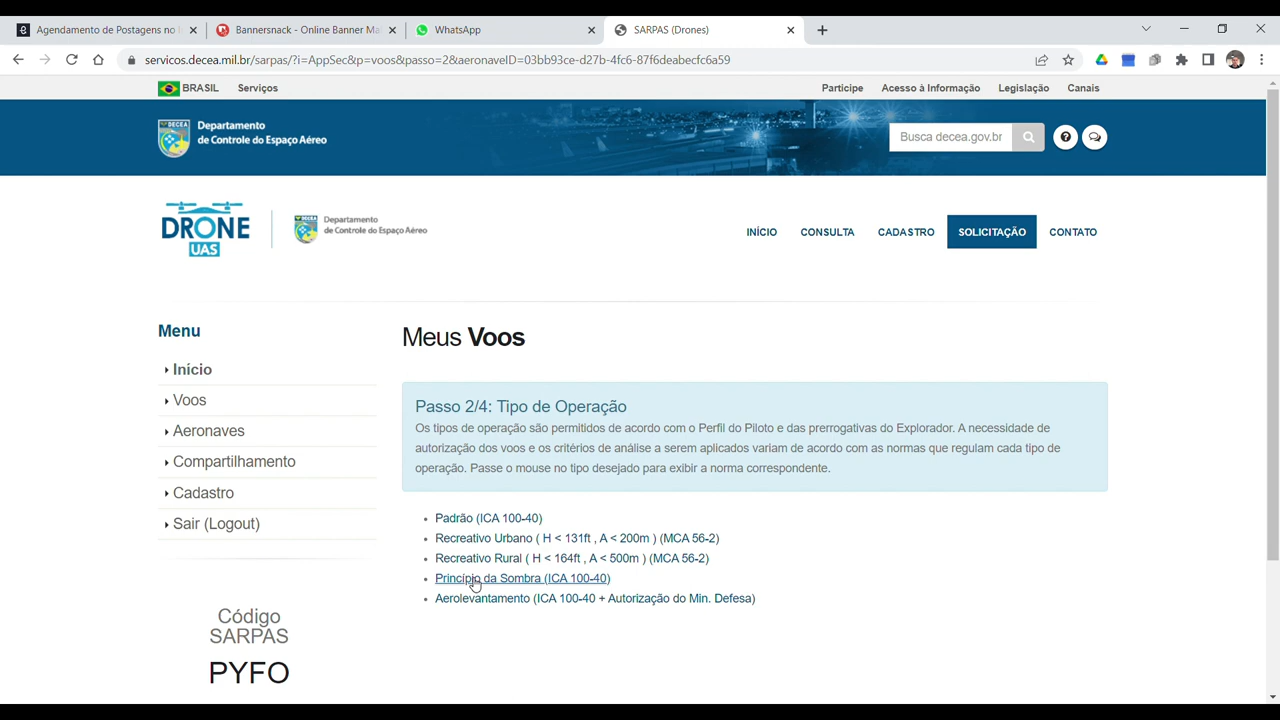 Agendamento de Postagens no
Bannersnack - Online Banner Ma
WhatsApp
SARPAS (Drones)
servicos.decea.mil.br/sarpas/?i=AppSec&p=voos&passo=2&aeronaveID=03bb93ce-d27b-4fc6-87f6deabecfc6a59
BRASIL Serviços
Participe Acesso à Informação Legislação Canais
DECEA
Departamento
de Controle do Espaço Aéreo
Busca decea.gov.br
DRONE
UAS
DECEA
Departamento
de Controle do Espaço Aéreo
INÍCIO CONSULTA CADASTRO SOLICITAÇÃO CONTATO
Menu
Início
Voos
Aeronaves
Compartilhamento
Cadastro
Sair (Logout)
Código
SARPAS
PYFO
Meus Voos
Passo 2/4: Tipo de Operação
Os tipos de operação são permitidos de acordo com o Perfil do Piloto e das prerrogativas do Explorador. A necessidade de
autorização dos voos e os critérios de análise a serem aplicados variam de acordo com as normas que regulam cada tipo de
operação. Passe o mouse no tipo desejado para exibir a norma correspondente.
Padrão (ICA 100-40)
Recreativo Urbano ( H < 131ft , A < 200m ) (MCA 56-2)
Recreativo Rural ( H < 164ft , A < 500m ) (MCA 56-2)
Princípio da Sombra (ICA 100-40)
Aerolevantamento (ICA 100-40 + Autorização do Min. Defesa)